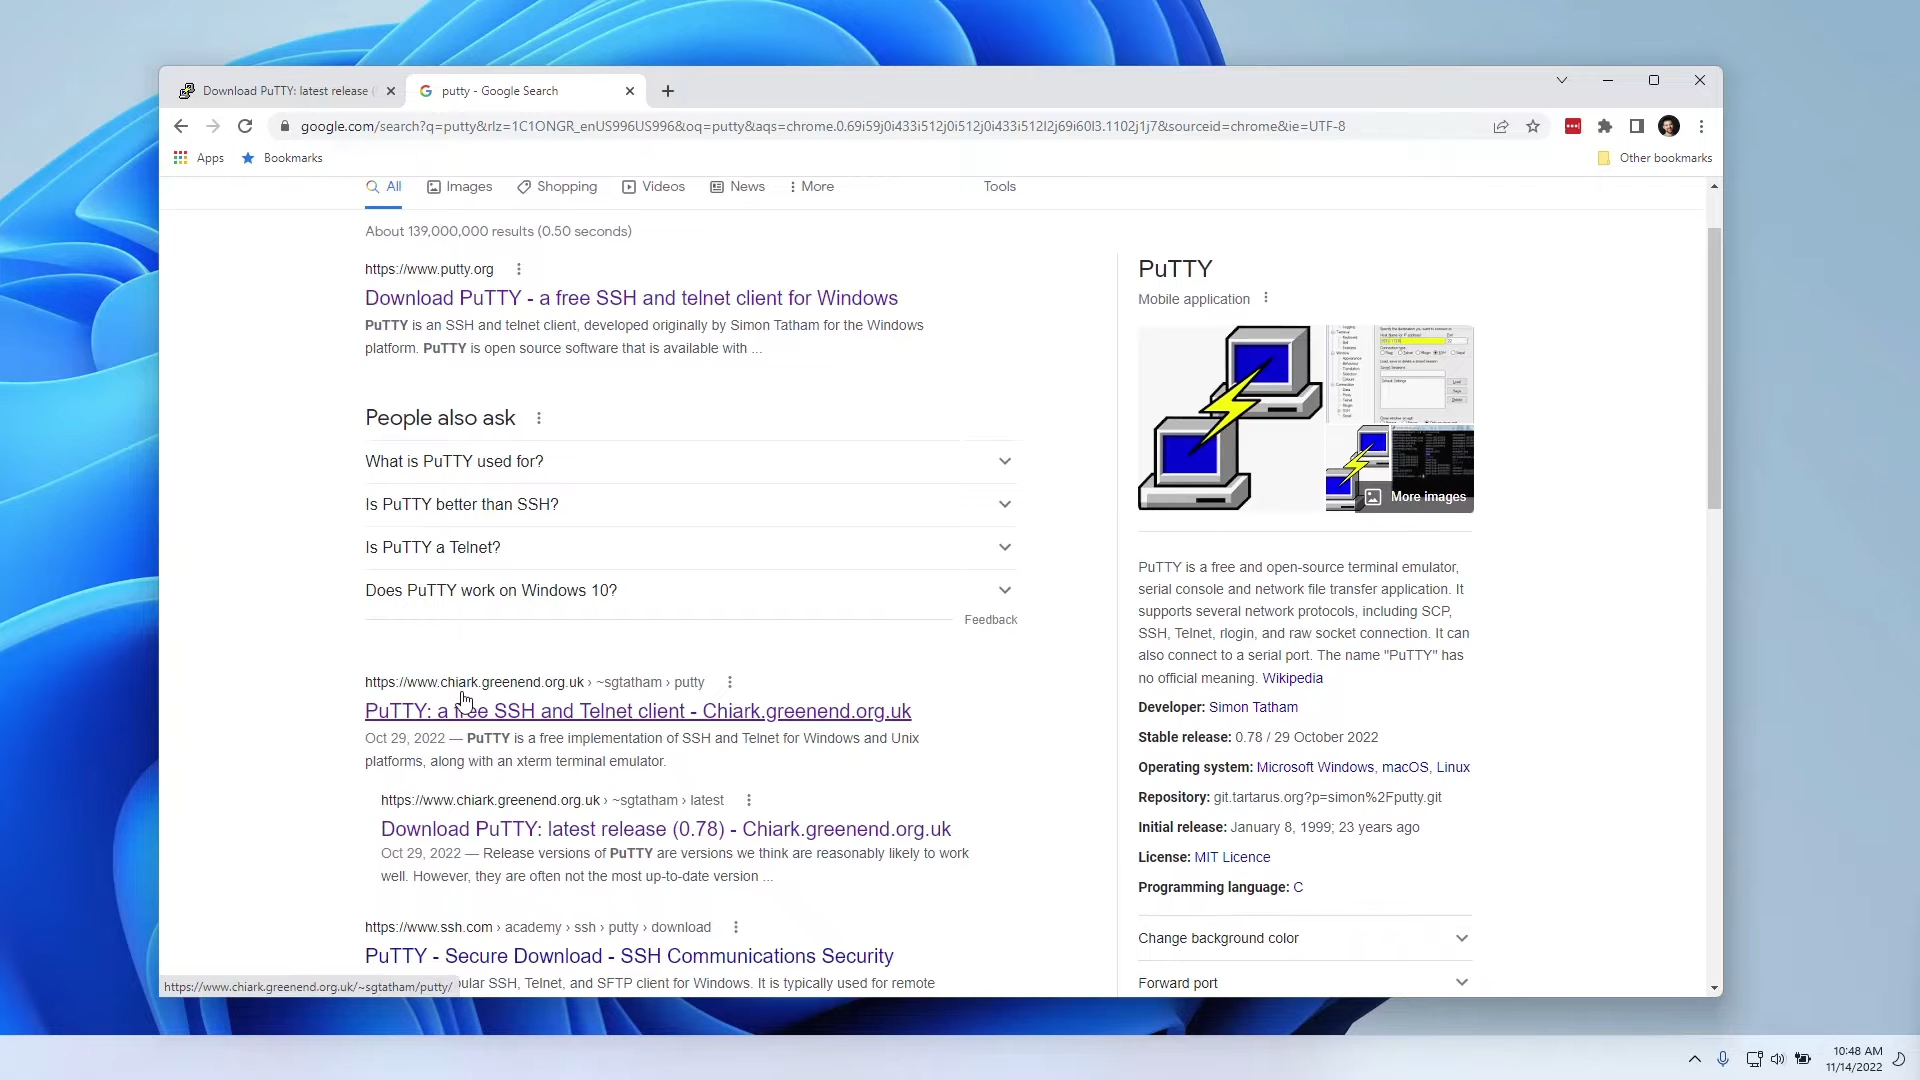 Download PuTTY: latest release (
putty - Google Search
google.com/search?q=putty&rlz=1C1ONGR_enUS996US996&oq=putty&aqs=chrome.0.69i59j0i433i512j0i512j0i433i512l2j69i60l3.1102j1j7&sourceid=chrome&ie=UTF-8
Apps
Bookmarks
Other bookmarks
All
Images
Shopping
Videos
News
More
Tools
About 139,000,000 results (0.50 seconds)
https://www.putty.org
Download PuTTY - a free SSH and telnet client for Windows
PuTTY is an SSH and telnet client, developed originally by Simon Tatham for the Windows
platform. PuTTY is open source software that is available with ...
People also ask
What is PuTTY used for?
Is PuTTY better than SSH?
Is PuTTY a Telnet?
Does PuTTY work on Windows 10?
Feedback
https://www.chiark.greenend.org.uk › ~sgtatham › putty
PuTTY: a free SSH and Telnet client - Chiark.greenend.org.uk
Oct 29, 2022 — PuTTY is a free implementation of SSH and Telnet for Windows and Unix
platforms, along with an xterm terminal emulator.
https://www.chiark.greenend.org.uk › ~sgtatham › latest
Download PuTTY: latest release (0.78) - Chiark.greenend.org.uk
Oct 29, 2022 — Release versions of PuTTY are versions we think are reasonably likely to work
well. However, they are often not the most up-to-date version ...
https://www.ssh.com › academy › ssh › putty › download
PuTTY - Secure Download - SSH Communications Security
ular SSH, Telnet, and SFTP client for Windows. It is typically used for remote
https://www.chiark.greenend.org.uk/~sgtatham/putty/
PuTTY
Mobile application
More images
PuTTY is a free and open-source terminal emulator,
serial console and network file transfer application. It
supports several network protocols, including SCP,
SSH, Telnet, rlogin, and raw socket connection. It can
also connect to a serial port. The name "PuTTY" has
no official meaning. Wikipedia
Developer: Simon Tatham
Stable release: 0.78 / 29 October 2022
Operating system: Microsoft Windows, macOS, Linux
Repository: git.tartarus.org?p=simon%2Fputty.git
Initial release: January 8, 1999; 23 years ago
License: MIT Licence
Programming language: C
Change background color
Forward port
10:48 AM
11/14/2022